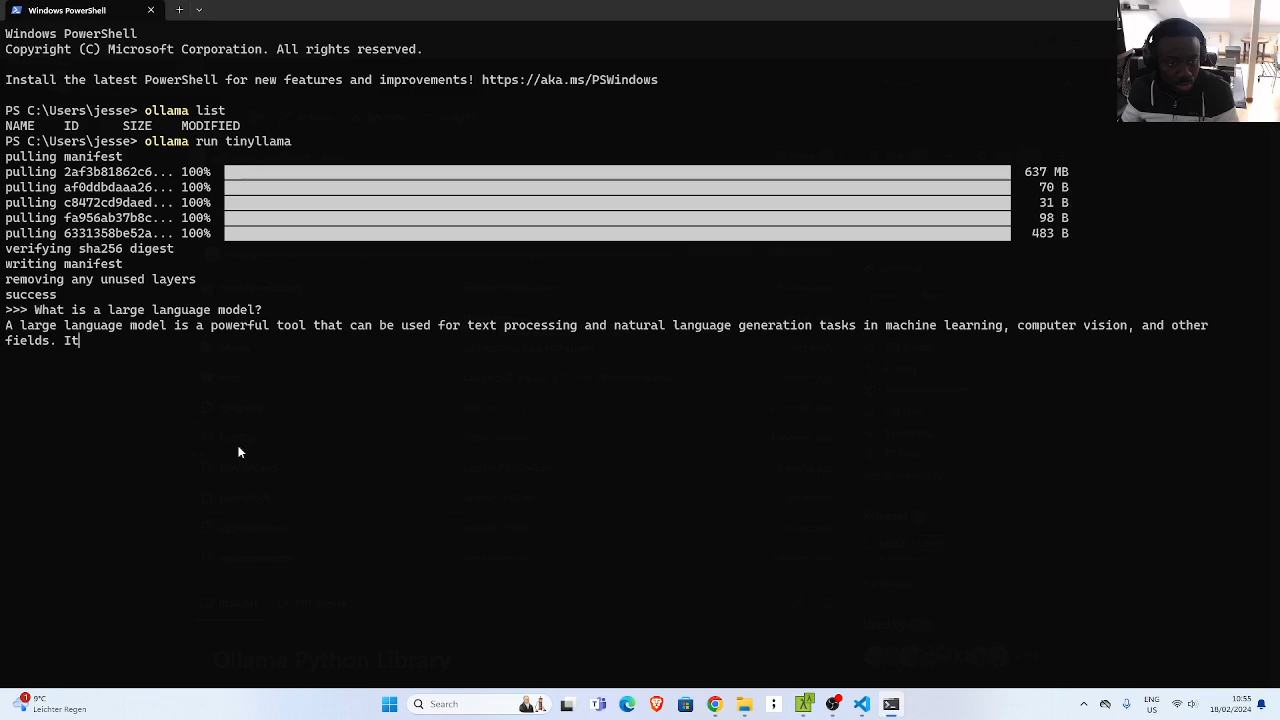 Windows PowerShell
Windows PowerShell
Copyright (C) Microsoft Corporation. All rights reserved.
Install the latest PowerShell for new features and improvements! https://aka.ms/PSWindows
PS C:\Users\jesse> ollama list
NAME ID SIZE MODIFIED
PS C:\Users\jesse> ollama run tinyllama
pulling manifest
pulling 2af3b81862c6... 100% 637 MB
pulling af0ddbdaaa26... 100% 70 B
pulling c8472cd9daed... 100% 31 B
pulling fa956ab37b8c... 100% 98 B
pulling 6331358be52a... 100% 483 B
verifying sha256 digest
writing manifest
removing any unused layers
success
>>> What is a large language model?
A large language model is a powerful tool that can be used for text processing and natural language generation tasks in machine learning, computer vision, and other
fields. It
Ollama Python Library
1
9°C
Leichter Regen
Search
10:55
18/02/2024